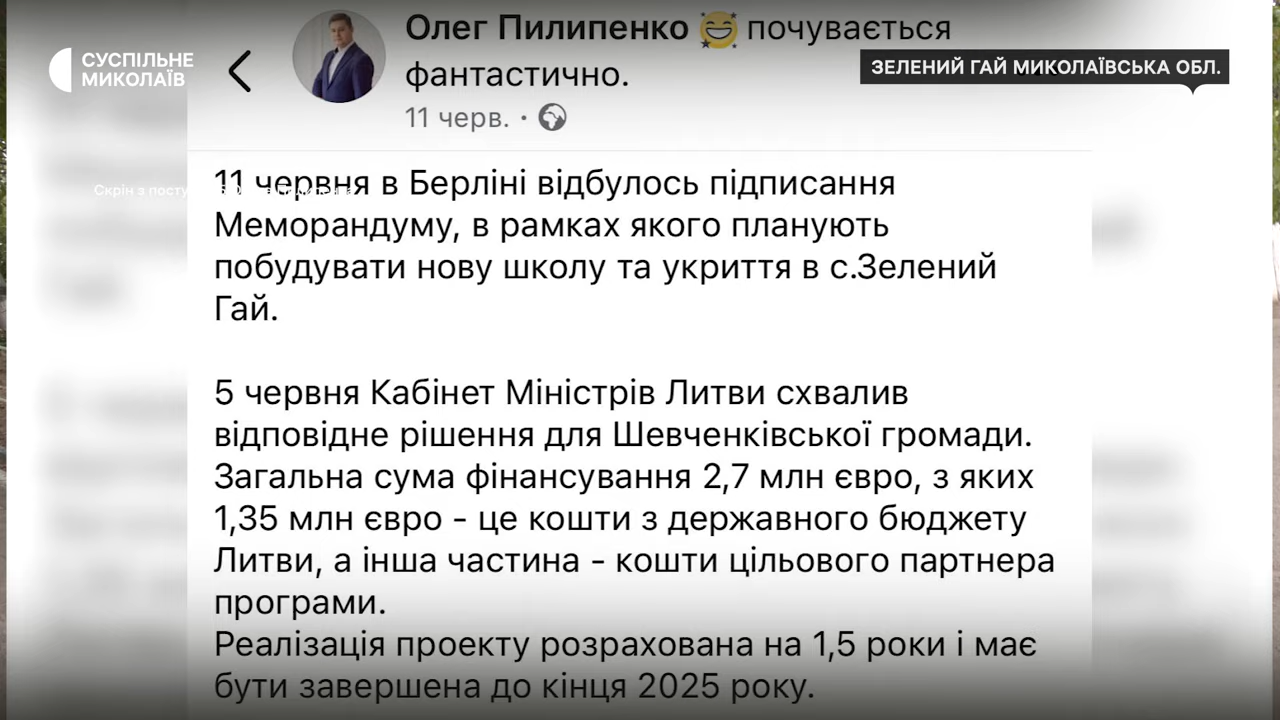 СУСПІЛЬНЕ
МИКОЛАЇВ
ЗЕЛЕНИЙ ГАЙ МИКОЛАЇВСЬКА ОБЛ.
Олег Пилипенко почувається
фантастично.
11 черв.
Скрін з посту
11 червня в Берліні відбулось підписання
Меморандуму, в рамках якого планують
побудувати нову школу та укриття в с.Зелений
Гай.
5 червня Кабінет Міністрів Литви схвалив
відповідне рішення для Шевченківської громади.
Загальна сума фінансування 2,7 млн євро, з яких
1,35 млн євро - це кошти з державного бюджету
Литви, а інша частина - кошти цільового партнера
програми.
Реалізація проекту розрахована на 1,5 роки і має
бути завершена до кінця 2025 року.